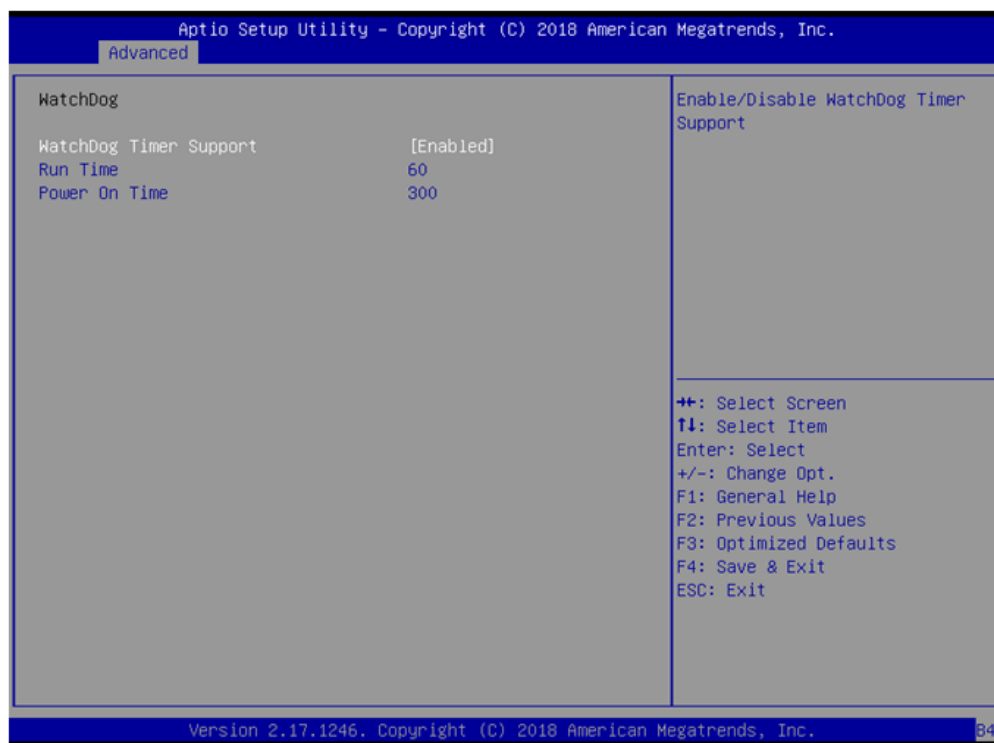 Aptio Setup Utility – Copyright (C) 2018 American Megatrends, Inc.
Advanced
WatchDog
WatchDog Timer Support [Enabled]
Run Time 60
Power On Time 300
Enable/Disable WatchDog Timer
Support
→←: Select Screen
↑↓: Select Item
Enter: Select
+/-: Change Opt.
F1: General Help
F2: Previous Values
F3: Optimized Defaults
F4: Save & Exit
ESC: Exit
Version 2.17.1246. Copyright (C) 2018 American Megatrends, Inc.
B4